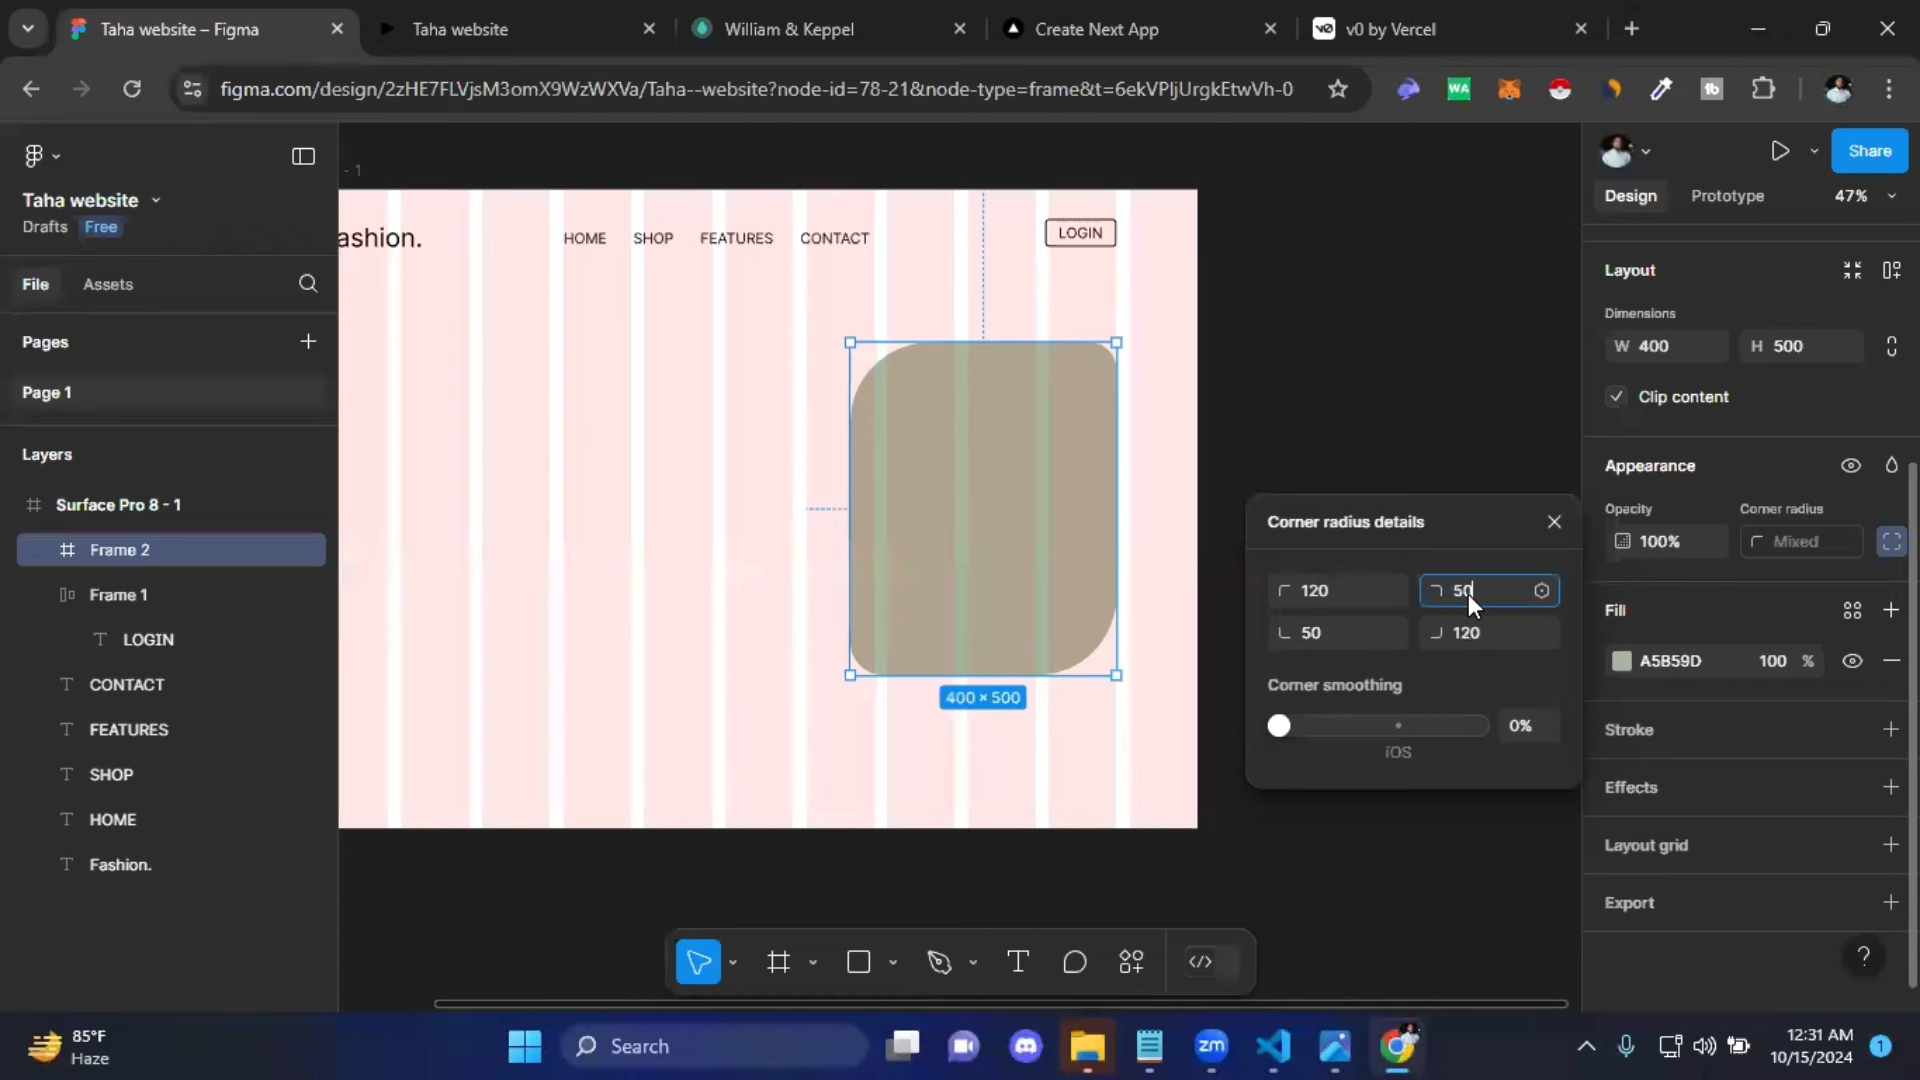 Taha website – Figma
Taha website
William & Keppel
Create Next App
v0 by Vercel
figma.com/design/2zHE7FLVjsM3omX9WzWXVa/Taha--website?node-id=78-21&node-type=frame&t=6ekVPljUrgkEtwVh-0
WA
Taha website
Drafts Free
File Assets
Pages
Page 1
Layers
Surface Pro 8 - 1
Frame 2
Frame 1
LOGIN
CONTACT
FEATURES
SHOP
HOME
Fashion.
- 1
ashion.
HOME SHOP FEATURES CONTACT
LOGIN
400 × 500
Corner radius details
120 50
50 120
Corner smoothing
0%
iOS
Share
Design Prototype 47%
Layout
Dimensions
W 400 H 500
Clip content
Appearance
Opacity Corner radius
100% Mixed
Fill
A5B59D 100 %
Stroke
Effects
Layout grid
Export
?
85°F
Haze
Search
zm
12:31 AM
10/15/2024
1